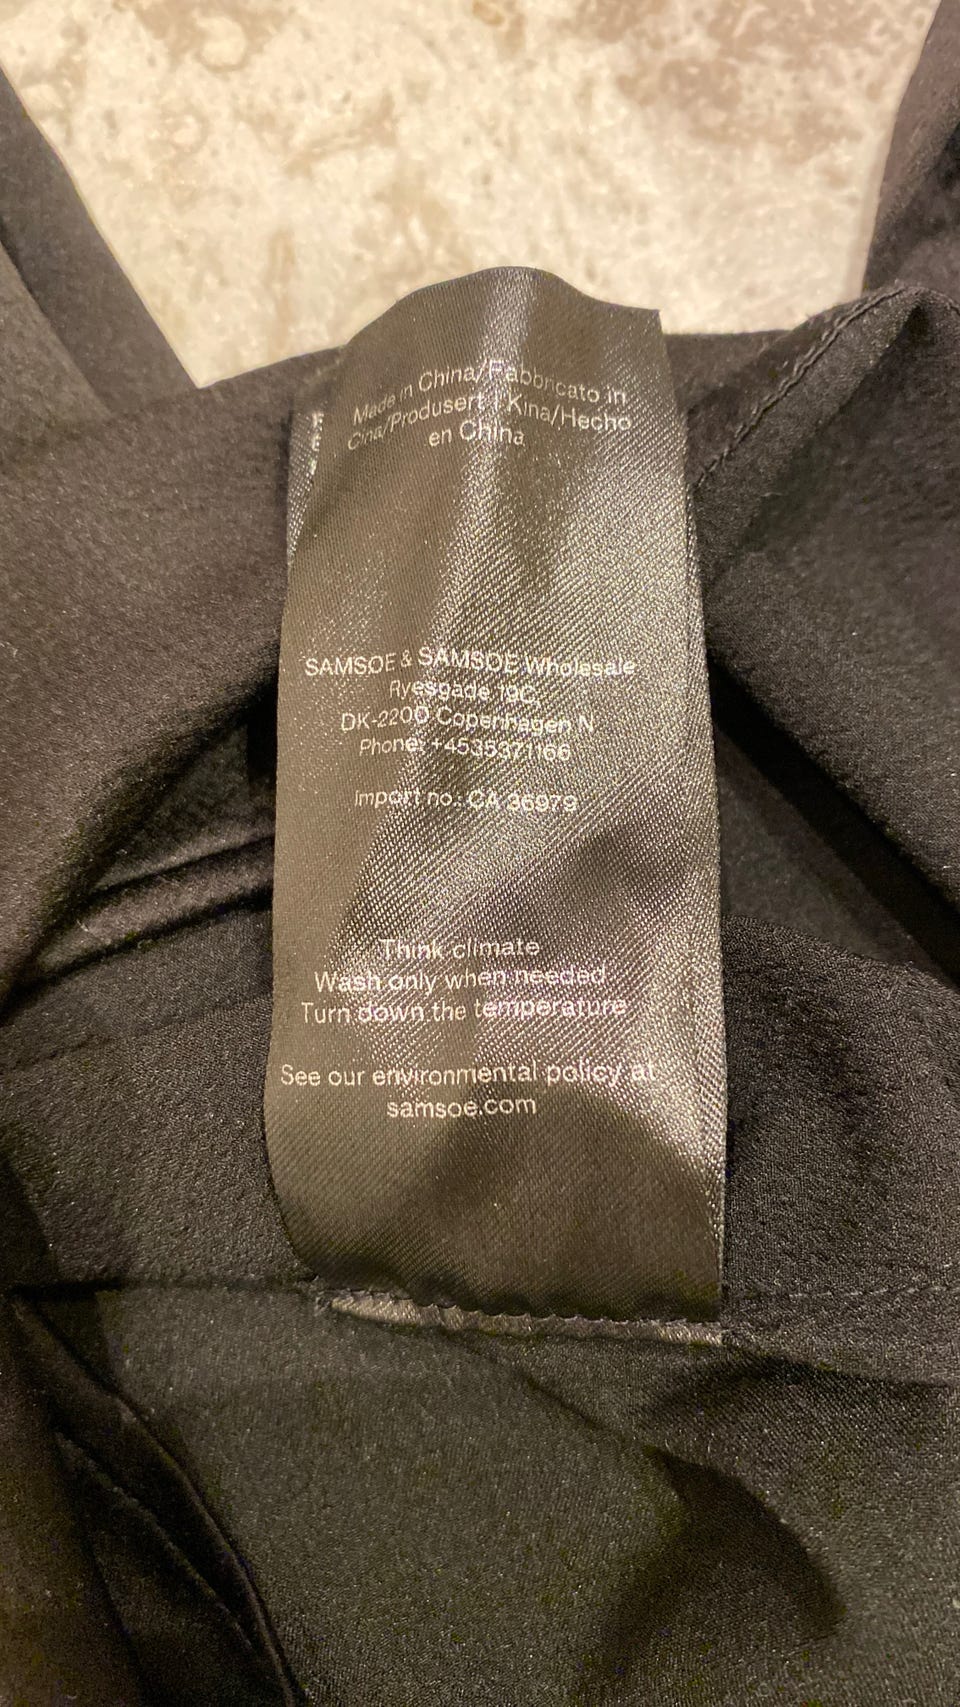 Made in China/Fabbricato in
Cina/Produsert i Kina/Hecho
en China
SAMSOE & SAMSOE Wholesale
Ryesgade 19C,
DK-2200 Copenhagen N
Phone: +4535371166
Import no.: CA 36979
Think climate
Wash only when needed
Turn down the temperature
See our environmental policy at
samsoe.com